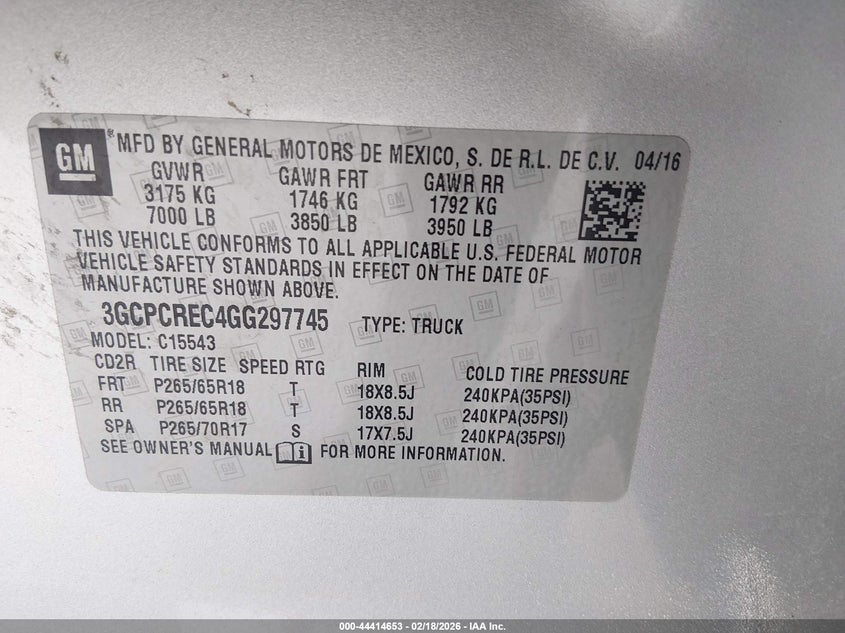 GM ® MFD BY GENERAL MOTORS DE MEXICO, S. DE R.L. DE C.V. 04/16
GVWR GAWR FRT GAWR RR
3175 KG 1746 KG 1792 KG
7000 LB 3850 LB 3950 LB
THIS VEHICLE CONFORMS TO ALL APPLICABLE U.S. FEDERAL MOTOR
VEHICLE SAFETY STANDARDS IN EFFECT ON THE DATE OF
MANUFACTURE SHOWN ABOVE.
3GCPCREC4GG297745 TYPE: TRUCK
MODEL: C15543
CD2R TIRE SIZE SPEED RTG RIM COLD TIRE PRESSURE
FRT P265/65R18 T 18X8.5J 240KPA(35PSI)
RR P265/65R18 T 18X8.5J 240KPA(35PSI)
SPA P265/70R17 S 17X7.5J 240KPA(35PSI)
SEE OWNER'S MANUAL FOR MORE INFORMATION.
000-44414653 - 02/18/2026 - IAA Inc.